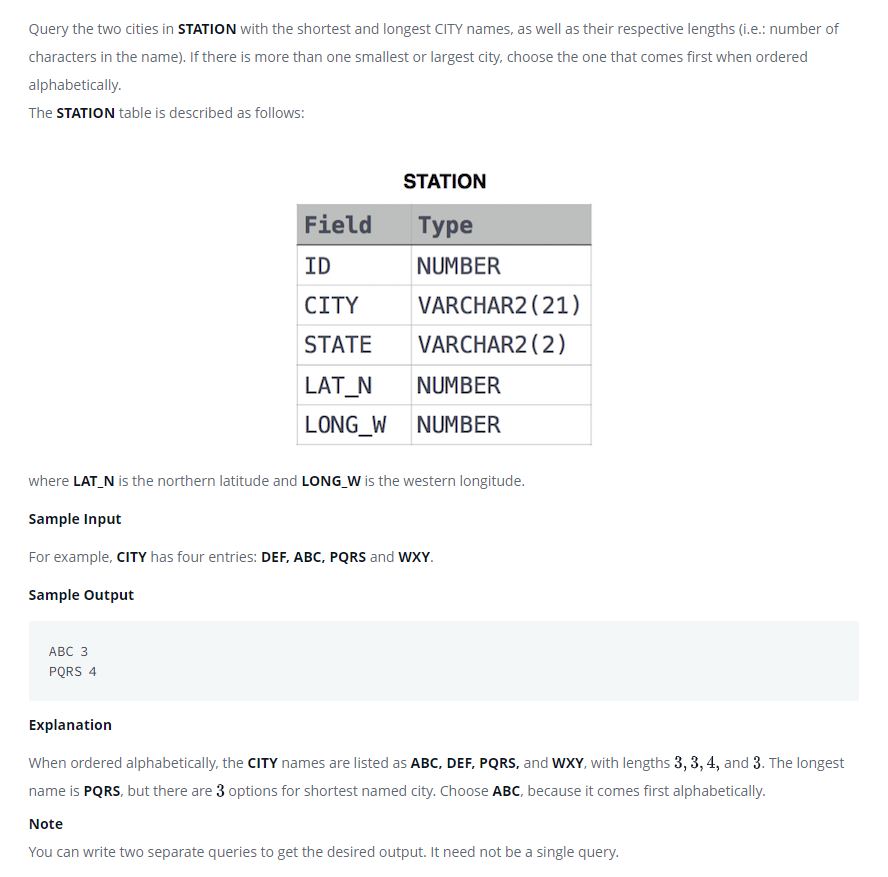 Query the two cities in STATION with the shortest and longest CITY names, as well as their respective lengths (i.e.: number of
characters in the name). If there is more than one smallest or largest city, choose the one that comes first when ordered
alphabetically.
The STATION table is described as follows:
STATION
Field Type
ID NUMBER
CITY VARCHAR2(21)
STATE VARCHAR2(2)
LAT_N NUMBER
LONG_W NUMBER
where LAT_N is the northern latitude and LONG_W is the western longitude.
Sample Input
For example, CITY has four entries: DEF, ABC, PQRS and WXY.
Sample Output
ABC 3
PQRS 4
Explanation
When ordered alphabetically, the CITY names are listed as ABC, DEF, PQRS, and WXY, with lengths 3, 3, 4, and 3. The longest
name is PQRS, but there are 3 options for shortest named city. Choose ABC, because it comes first alphabetically.
Note
You can write two separate queries to get the desired output. It need not be a single query.